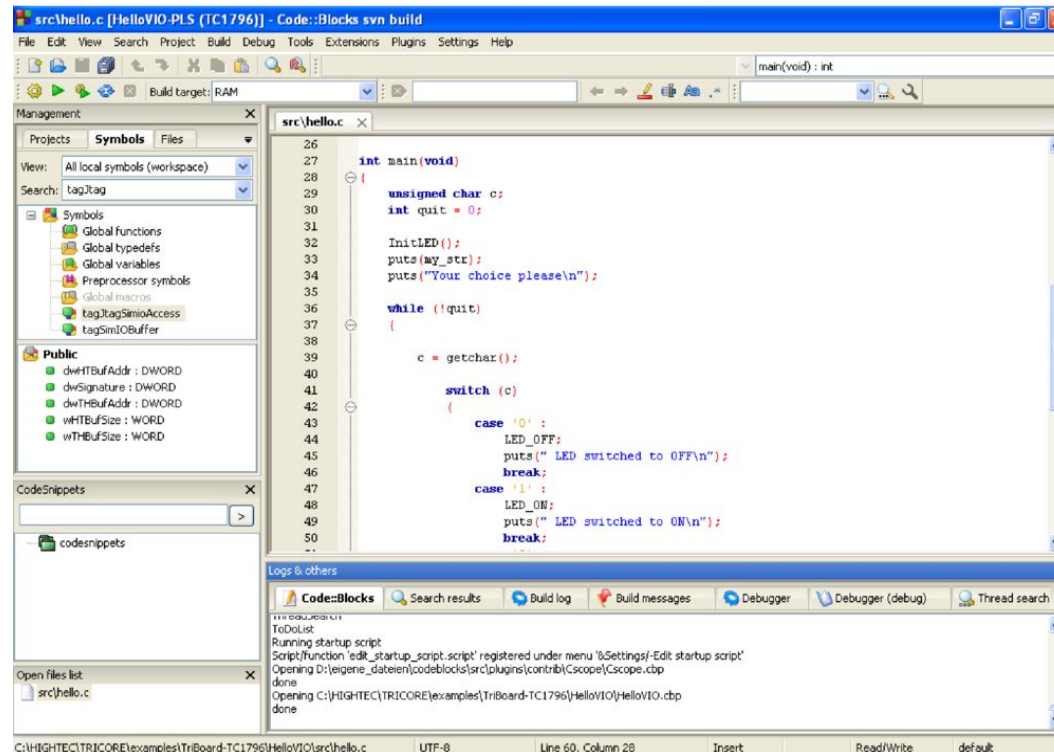 src\hello.c [HelloVIO-PLS (TC1796)] - Code::Blocks svn build
File Edit View Search Project Build Debug Tools Extensions Plugins Settings Help
main(void) : int
Build target: RAM
Management
Projects Symbols Files
View: All local symbols (workspace)
Search: tagJtag
Symbols
Global functions
Global typedefs
Global variables
Preprocessor symbols
Global macros
tagJtagSimioAccess
tagSimIOBuffer
Public
dwHTBufAddr : DWORD
dwSignature : DWORD
dwTHBufAddr : DWORD
wHTBufSize : WORD
wTHBufSize : WORD
CodeSnippets
>
codesnippets
Open files list
src\hello.c
src\hello.c
26
27 int main(void)
28 {
29 unsigned char c;
30 int quit = 0;
31
32 InitLED();
33 puts(my_str);
34 puts("Your choice please\n");
35
36 while (!quit)
37 {
38
39 c = getchar();
40
41 switch (c)
42 {
43 case '0' :
44 LED_OFF;
45 puts(" LED switched to OFF\n");
46 break;
47 case '1' :
48 LED_ON;
49 puts(" LED switched to ON\n");
50 break;
Logs & others
Code::Blocks Search results Build log Build messages Debugger Debugger (debug) Thread search
ThreadSearch
ToDoList
Running startup script
Script/function 'edit_startup_script.script' registered under menu '&Settings/-Edit startup script'
Opening D:\eigene_dateien\codeblocks\src\plugins\contrib\Cscope\Cscope.cbp
done
Opening C:\HIGHTEC\TRICORE\examples\TriBoard-TC1796\HelloVIO\HelloVIO.cbp
done
C:\HIGHTEC\TRICORE\examples\TriBoard-TC1796\HelloVIO\src\hello.c UTF-8 Line 60, Column 28 Insert Read/Write default